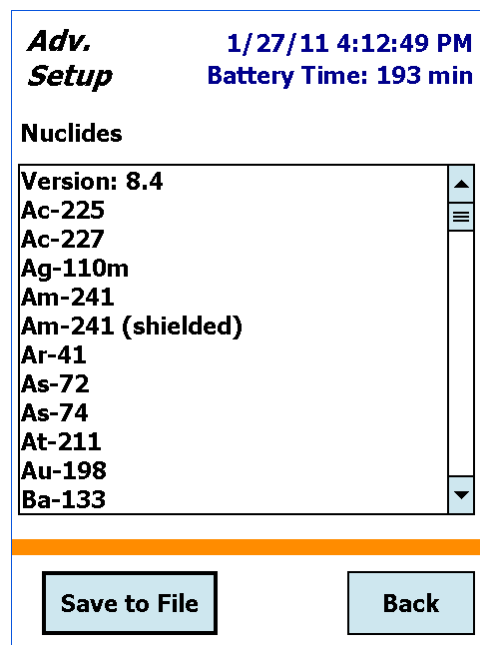 Adv. Setup
1/27/11 4:12:49 PM
Battery Time: 193 min
Nuclides
Version: 8.4
Ac-225
Ac-227
Ag-110m
Am-241
Am-241 (shielded)
Ar-41
As-72
As-74
At-211
Au-198
Ba-133
Save to File
Back